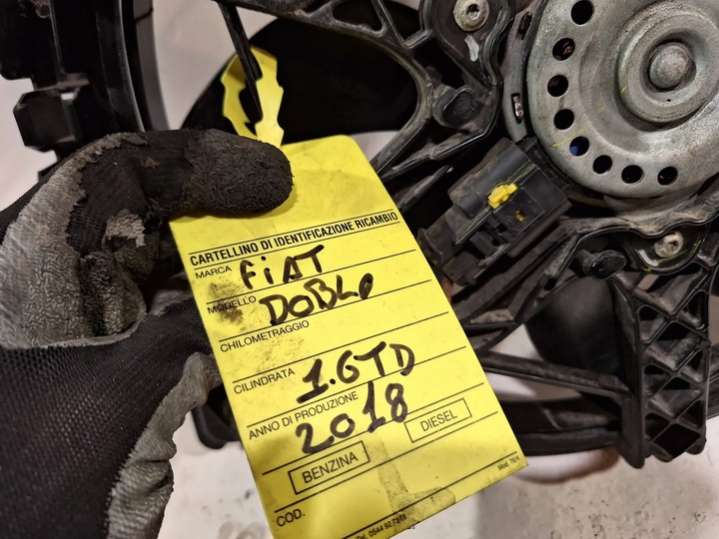 CARTELLINO DI IDENTIFICAZIONE RICAMBIO
MARCA FiAT
MODELLO DOBLO
CHILOMETRAGGIO
CILINDRATA 1.6TD
ANNO DI PRODUZIONE 2018
BENZINA DIESEL
COD.